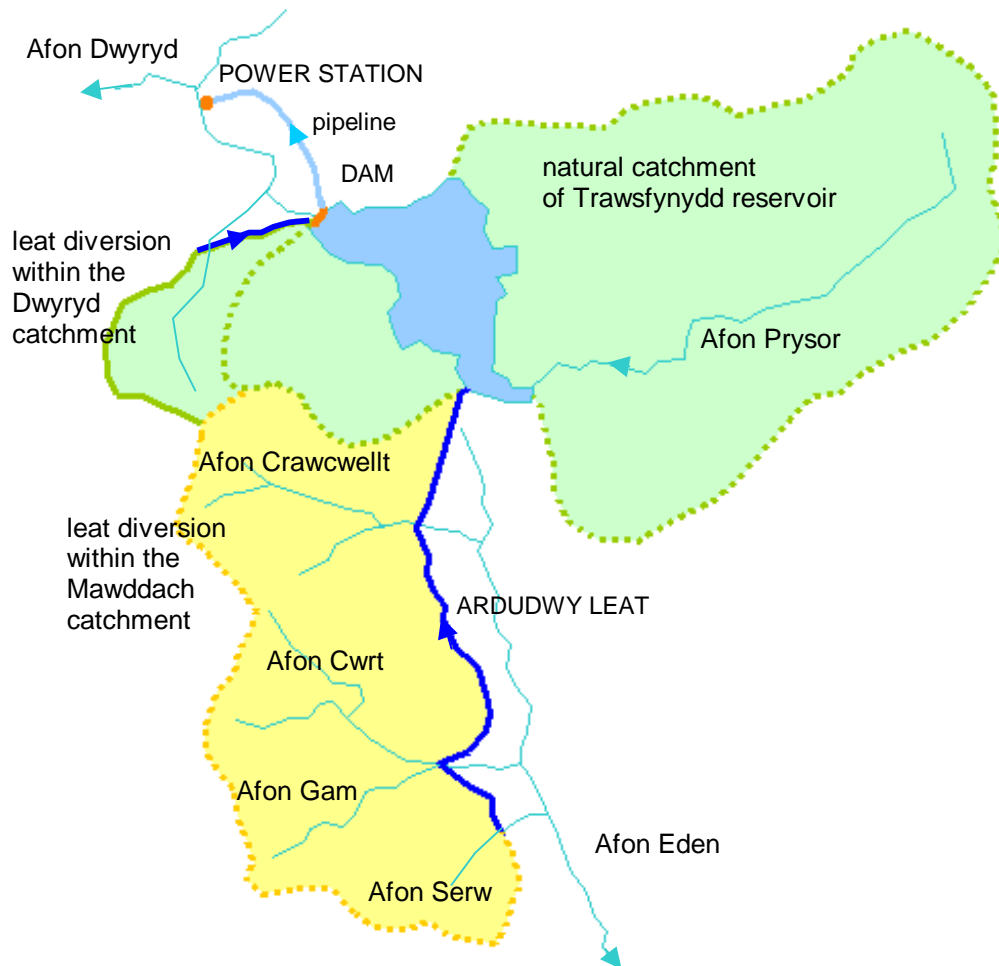 Afon Dwyryd
POWER STATION
pipeline
DAM
natural catchment
of Trawsfynydd reservoir
leat diversion
within the
Dwyryd
catchment
Afon Prysor
Afon Crawcwellt
leat diversion
within the
Mawddach
catchment
ARDUDWY LEAT
Afon Cwrt
Afon Gam
Afon Eden
Afon Serw